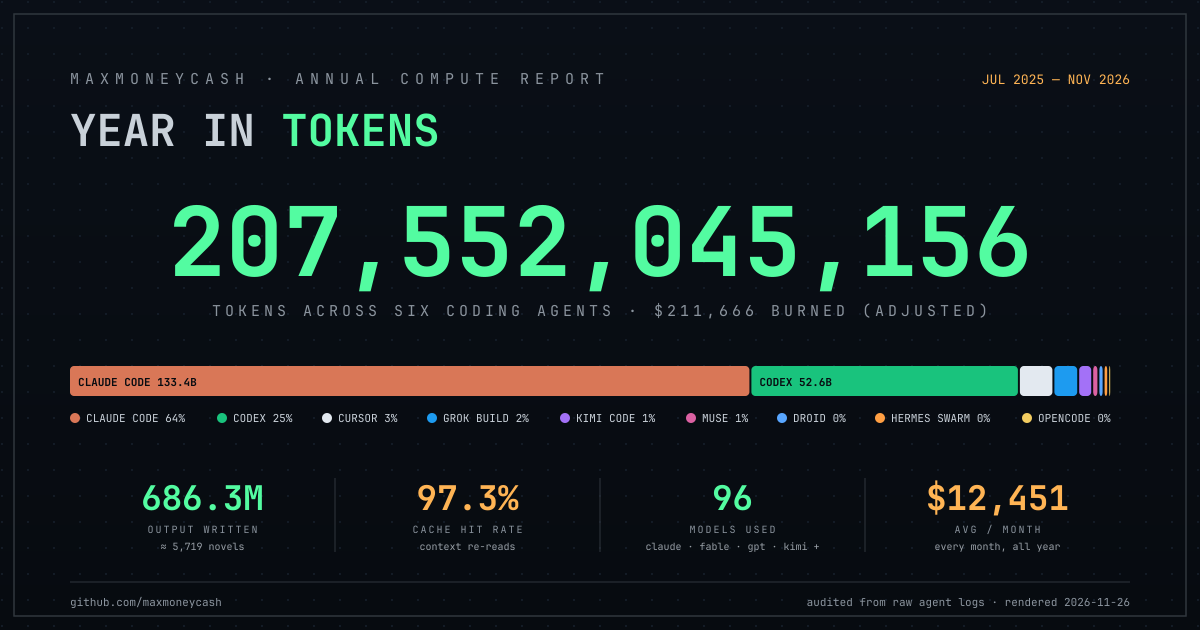 MAXMONEYCASH · ANNUAL COMPUTE REPORT
JUL 2025 — NOV 2026
YEAR IN TOKENS
207,552,045,156
TOKENS ACROSS SIX CODING AGENTS · $211,666 BURNED (ADJUSTED)
CLAUDE CODE 133.4B
CODEX 52.6B
CLAUDE CODE 64%
CODEX 25%
CURSOR 3%
GROK BUILD 2%
KIMI CODE 1%
MUSE 1%
DROID 0%
HERMES SWARM 0%
OPENCODE 0%
686.3M
OUTPUT WRITTEN
≈ 5,719 novels
97.3%
CACHE HIT RATE
context re-reads
96
MODELS USED
claude · fable · gpt · kimi +
$12,451
AVG / MONTH
every month, all year
github.com/maxmoneycash
audited from raw agent logs · rendered 2026-11-26